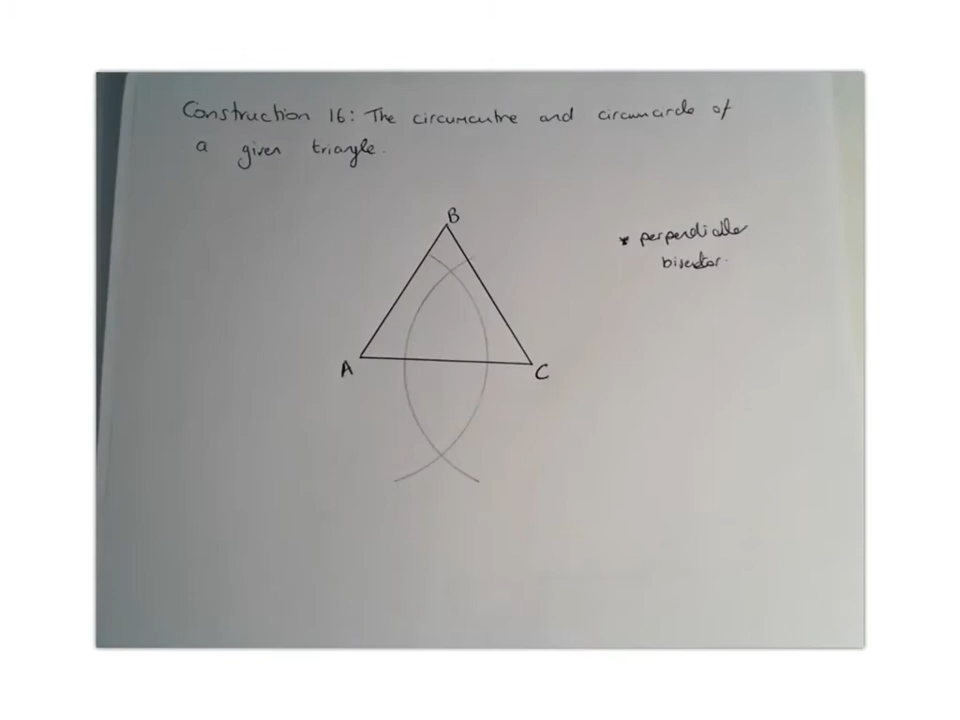 Construction 16: The circumcentre and circumcircle of
a given triangle.
B
* perpendicular
bisector.
A
C